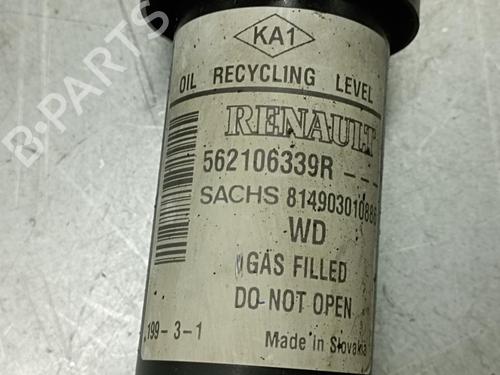 KA1
OIL RECYCLING LEVEL
RENAULT
562106339R---
SACHS 814903010886
WD
GAS FILLED
DO NOT OPEN
199-3-1
Made in Slovakia
B-Parts